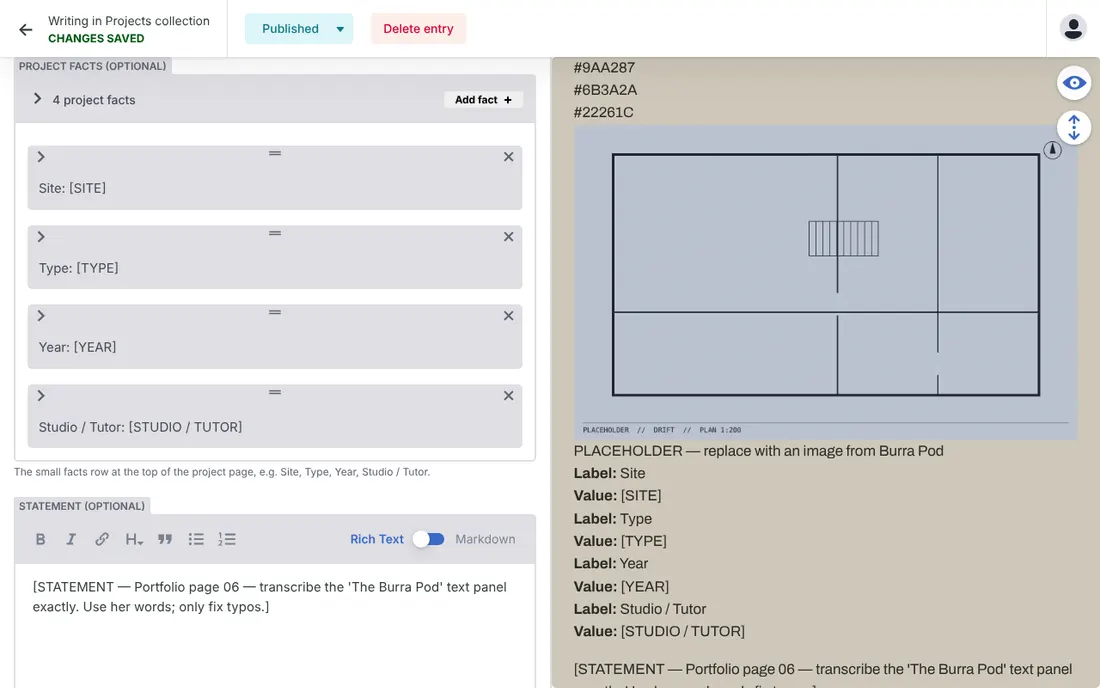 Writing in Projects collection
CHANGES SAVED
Published
Delete entry
PROJECT FACTS (OPTIONAL)
4 project facts
Add fact +
Site: [SITE]
Type: [TYPE]
Year: [YEAR]
Studio / Tutor: [STUDIO / TUTOR]
The small facts row at the top of the project page, e.g. Site, Type, Year, Studio / Tutor.
STATEMENT (OPTIONAL)
B I H Rich Text Markdown
[STATEMENT — Portfolio page 06 — transcribe the 'The Burra Pod' text panel
exactly. Use her words; only fix typos.]
#9AA287
#6B3A2A
#22261C
PLACEHOLDER // DRIFT // PLAN 1:200
PLACEHOLDER — replace with an image from Burra Pod
Label: Site
Value: [SITE]
Label: Type
Value: [TYPE]
Label: Year
Value: [YEAR]
Label: Studio / Tutor
Value: [STUDIO / TUTOR]
[STATEMENT — Portfolio page 06 — transcribe the 'The Burra Pod' text panel